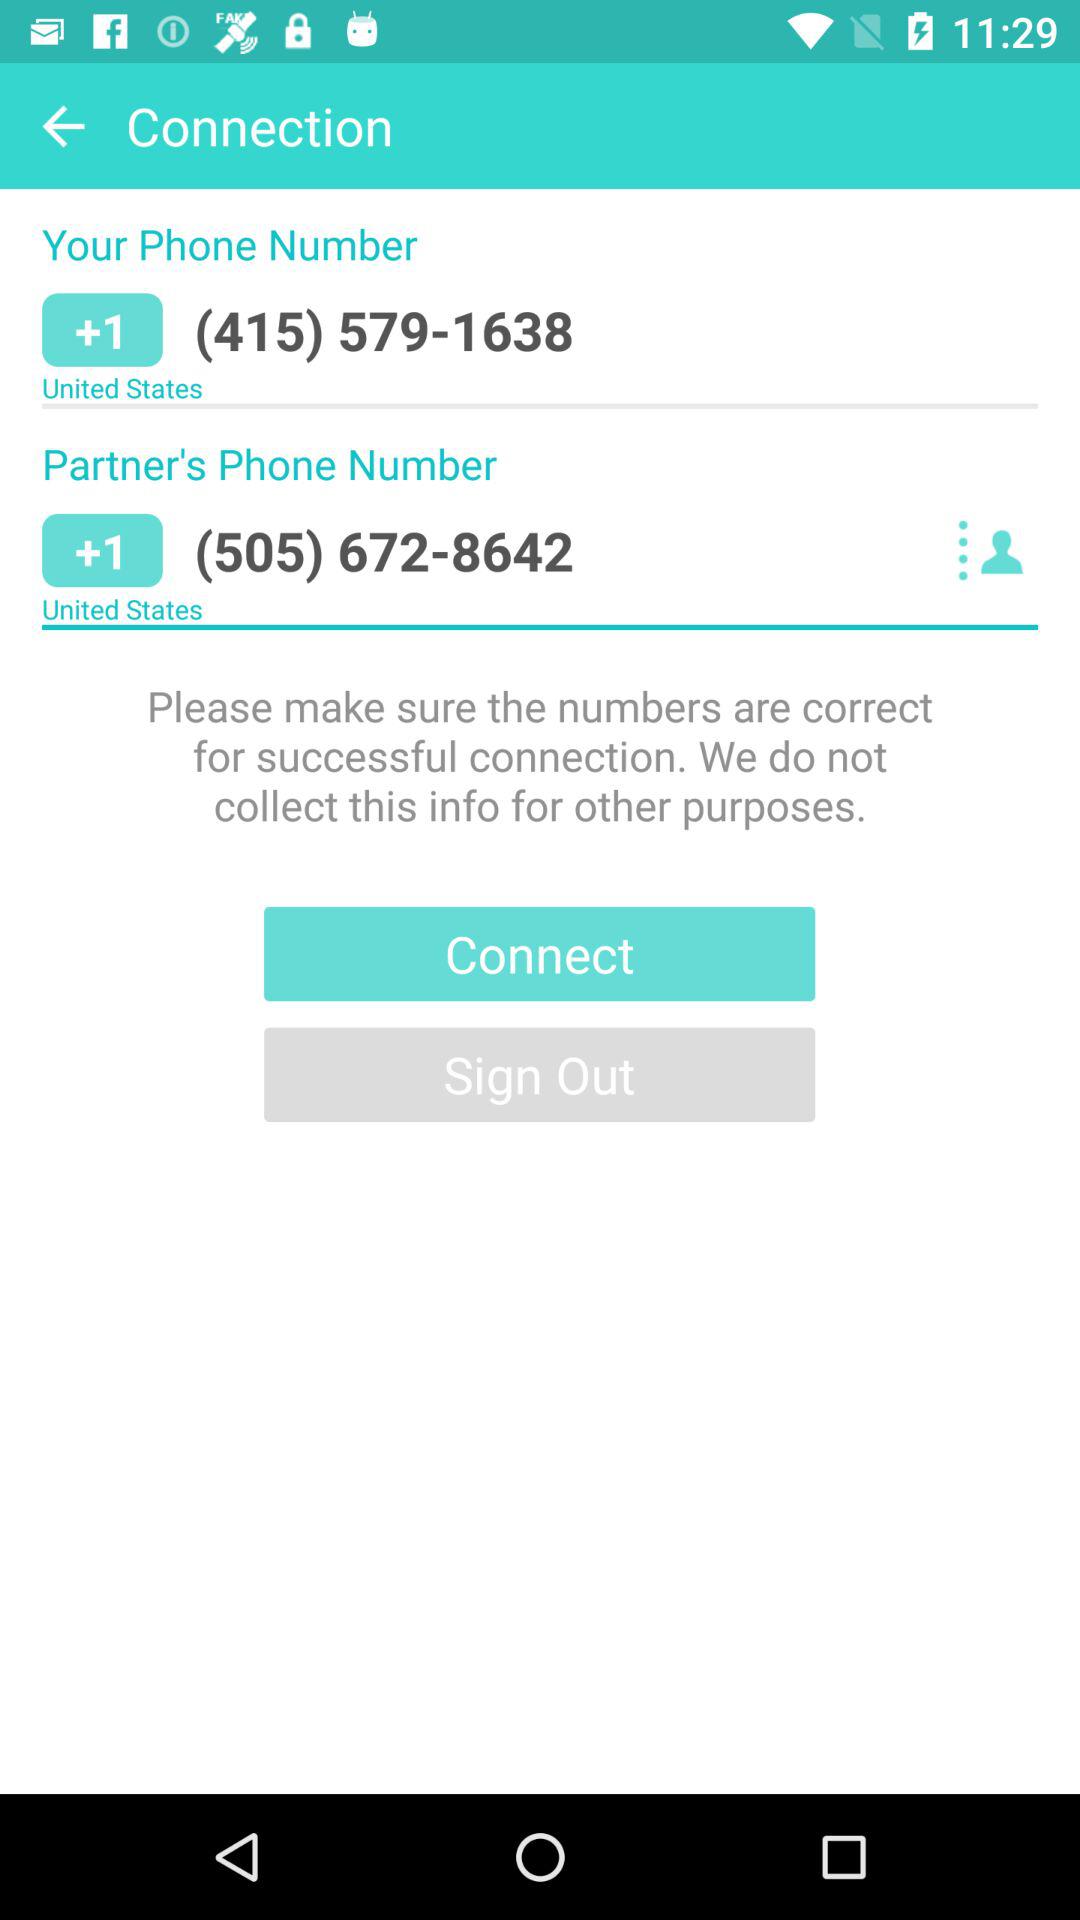 FAKE
11:29
Connection
Your Phone Number
+1 (415) 579-1638
United States
Partner's Phone Number
+1 (505) 672-8642
United States
Please make sure the numbers are correct
for successful connection. We do not
collect this info for other purposes.
Connect
Sign Out